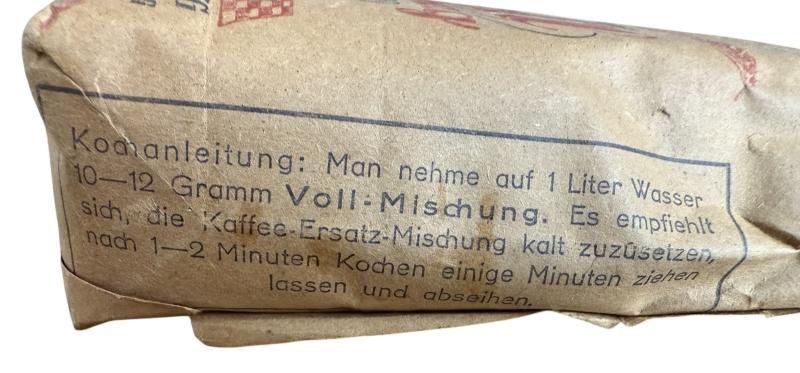 Kochanleitung: Man nehme auf 1 Liter Wasser
10—12 Gramm Voll-Mischung. Es empfiehlt
sich, die Kaffee-Ersatz-Mischung kalt zuzusetzen,
nach 1—2 Minuten Kochen einige Minuten ziehen
lassen und abseihen.